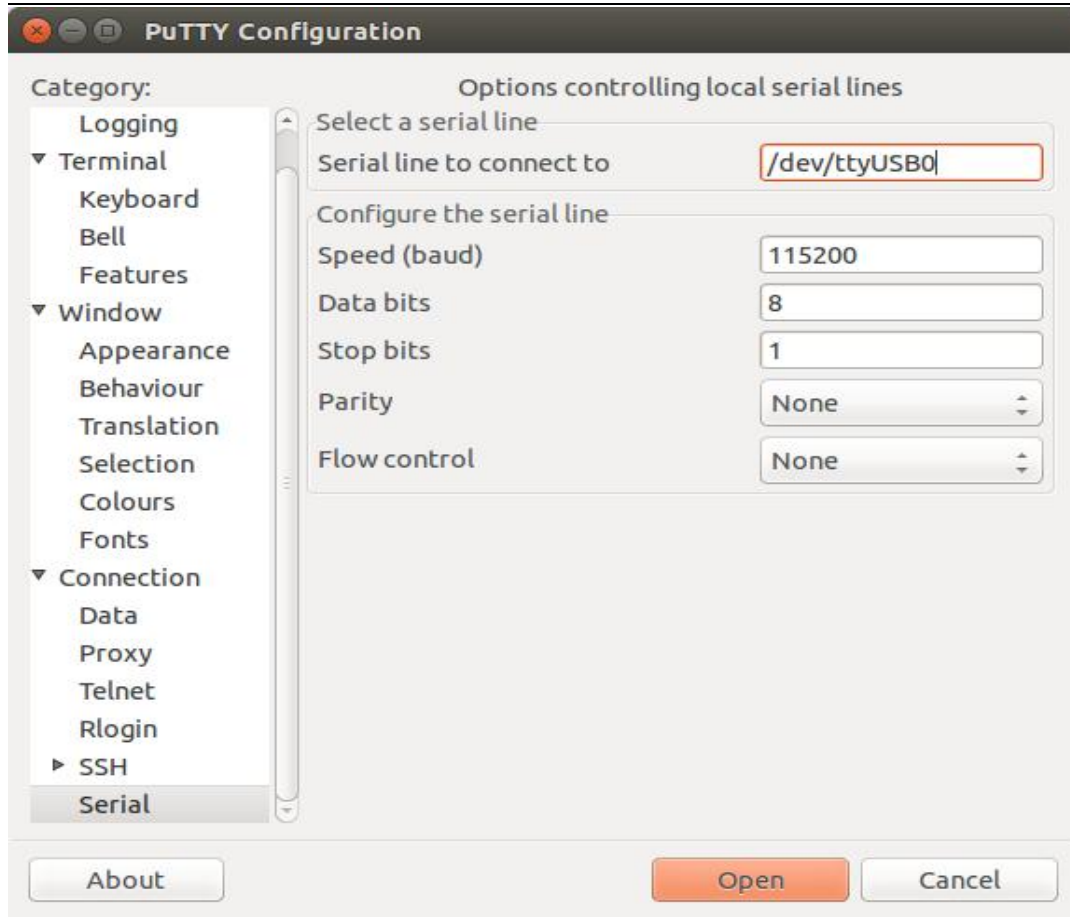 PuTTY Configuration
Category:
Logging
Terminal
Keyboard
Bell
Features
Window
Appearance
Behaviour
Translation
Selection
Colours
Fonts
Connection
Data
Proxy
Telnet
Rlogin
SSH
Serial
Options controlling local serial lines
Select a serial line
Serial line to connect to /dev/ttyUSB0
Configure the serial line
Speed (baud) 115200
Data bits 8
Stop bits 1
Parity None
Flow control None
About Open Cancel